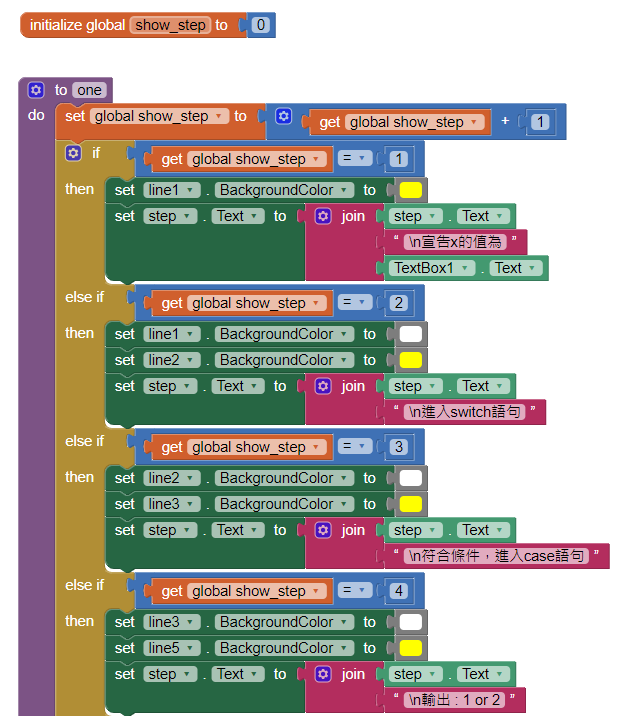 initialize global show_step to 0
to one
do set global show_step to get global show_step + 1
if get global show_step = 1
then set line1 . BackgroundColor to
set step . Text to join step . Text
“ \n宣告x的值為 ”
TextBox1 . Text
else if get global show_step = 2
then set line1 . BackgroundColor to
set line2 . BackgroundColor to
set step . Text to join step . Text
“ \n進入switch語句 ”
else if get global show_step = 3
then set line2 . BackgroundColor to
set line3 . BackgroundColor to
set step . Text to join step . Text
“ \n符合條件，進入case語句 ”
else if get global show_step = 4
then set line3 . BackgroundColor to
set line5 . BackgroundColor to
set step . Text to join step . Text
“ \n輸出 : 1 or 2 ”